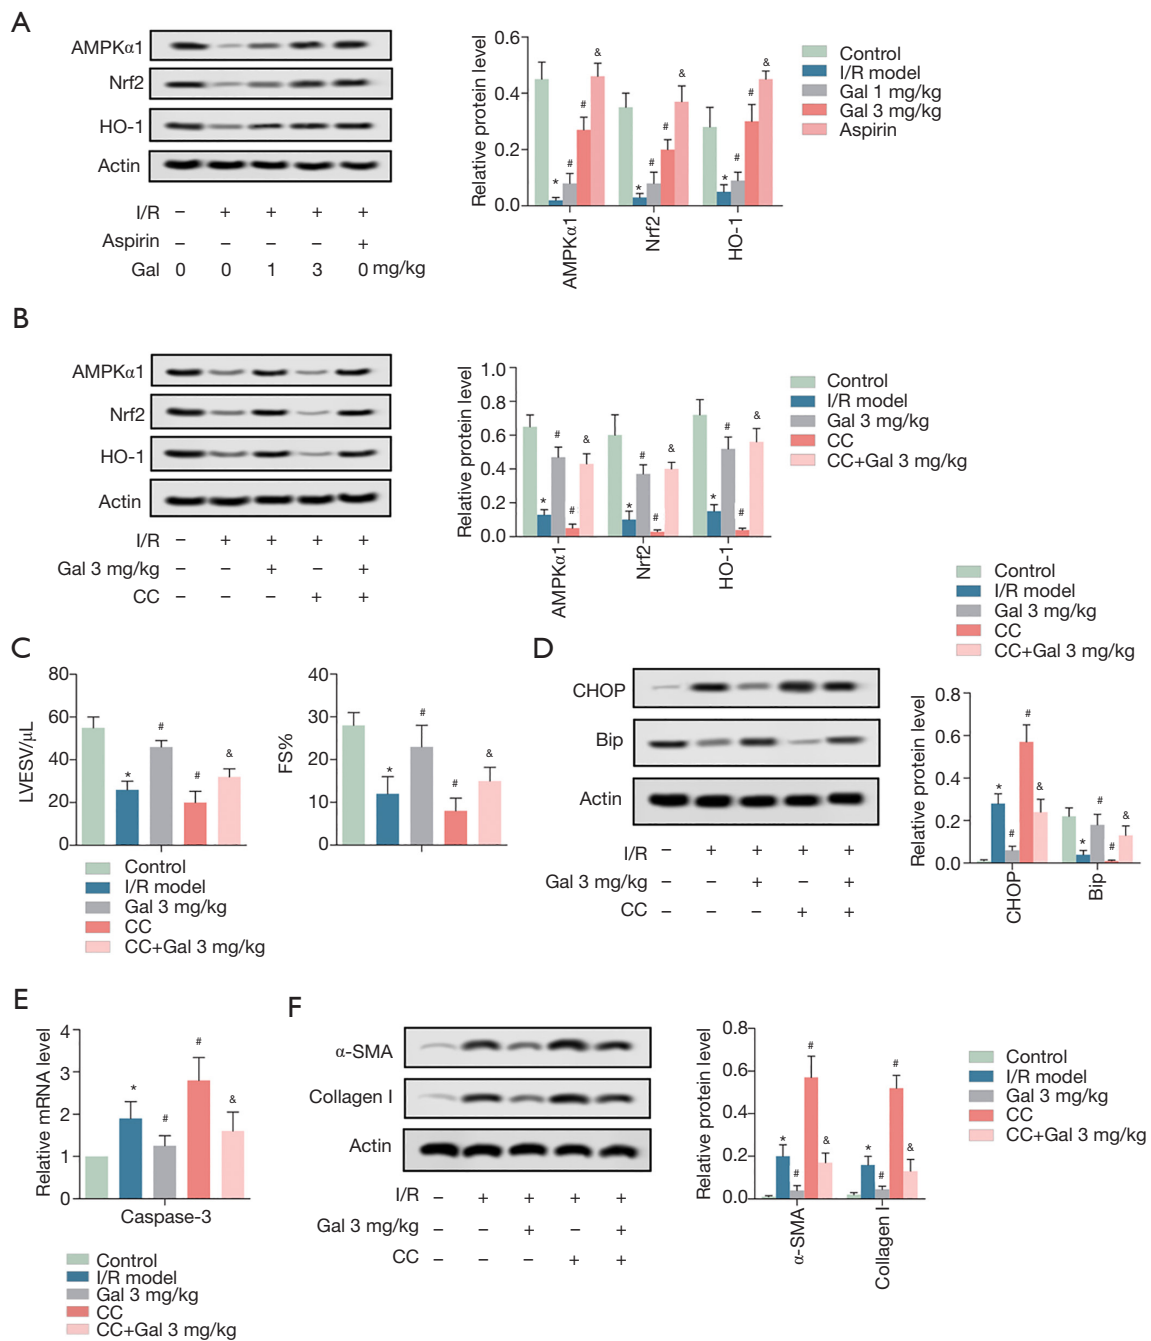 A
AMPKα1
Nrf2
HO-1
Actin
I/R – + + + +
Aspirin – – – – +
Gal 0 0 1 3 0 mg/kg
Relative protein level
0.6
0.4
0.2
0.0
* # # &
* # # &
* # # &
AMPKα1
Nrf2
HO-1
Control
I/R model
Gal 1 mg/kg
Gal 3 mg/kg
Aspirin
B
AMPKα1
Nrf2
HO-1
Actin
I/R – + + + +
Gal 3 mg/kg – – + – +
CC – – – + +
Relative protein level
1.0
0.8
0.6
0.4
0.2
0.0
* # # &
* # # &
* # # &
AMPKα1
Nrf2
HO-1
Control
I/R model
Gal 3 mg/kg
CC
CC+Gal 3 mg/kg
C
LVESV/μL
80
60
40
20
0
* # # &
FS%
40
30
20
10
0
* # # &
Control
I/R model
Gal 3 mg/kg
CC
CC+Gal 3 mg/kg
D
CHOP
Bip
Actin
I/R – + + + +
Gal 3 mg/kg – – + – +
CC – – – + +
Control
I/R model
Gal 3 mg/kg
CC
CC+Gal 3 mg/kg
Relative protein level
0.8
0.6
0.4
0.2
0.0
* # # &
* # # &
CHOP
Bip
E
Relative mRNA level
4
3
2
1
0
* # # &
Caspase-3
Control
I/R model
Gal 3 mg/kg
CC
CC+Gal 3 mg/kg
F
α-SMA
Collagen I
Actin
I/R – + + + +
Gal 3 mg/kg – – + – +
CC – – – + +
Relative protein level
0.8
0.6
0.4
0.2
0.0
* # # &
* # # &
α-SMA
Collagen I
Control
I/R model
Gal 3 mg/kg
CC
CC+Gal 3 mg/kg